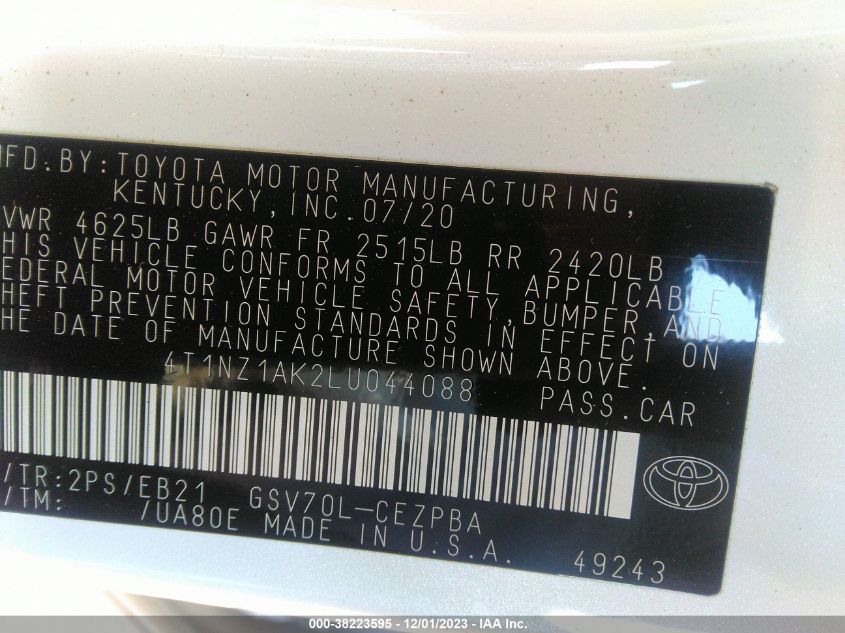 MFD.BY:TOYOTA MOTOR MANUFACTURING,
KENTUCKY,INC.07/20
VWR 4625LB GAWR FR 2515LB RR 2420LB
HIS VEHICLE CONFORMS TO ALL APPLICABLE
EDERAL MOTOR VEHICLE SAFETY,BUMPER,AND
HEFT PREVENTION STANDARDS IN EFFECT ON
HE DATE OF MANUFACTURE SHOWN ABOVE.
4T1NZ1AK2LU044088 PASS.CAR
/TR:2PS/EB21 GSV70L-CEZPBA
/TM: /UA80E MADE IN U.S.A.
49243
000-38223595 - 12/01/2023 - IAA Inc.